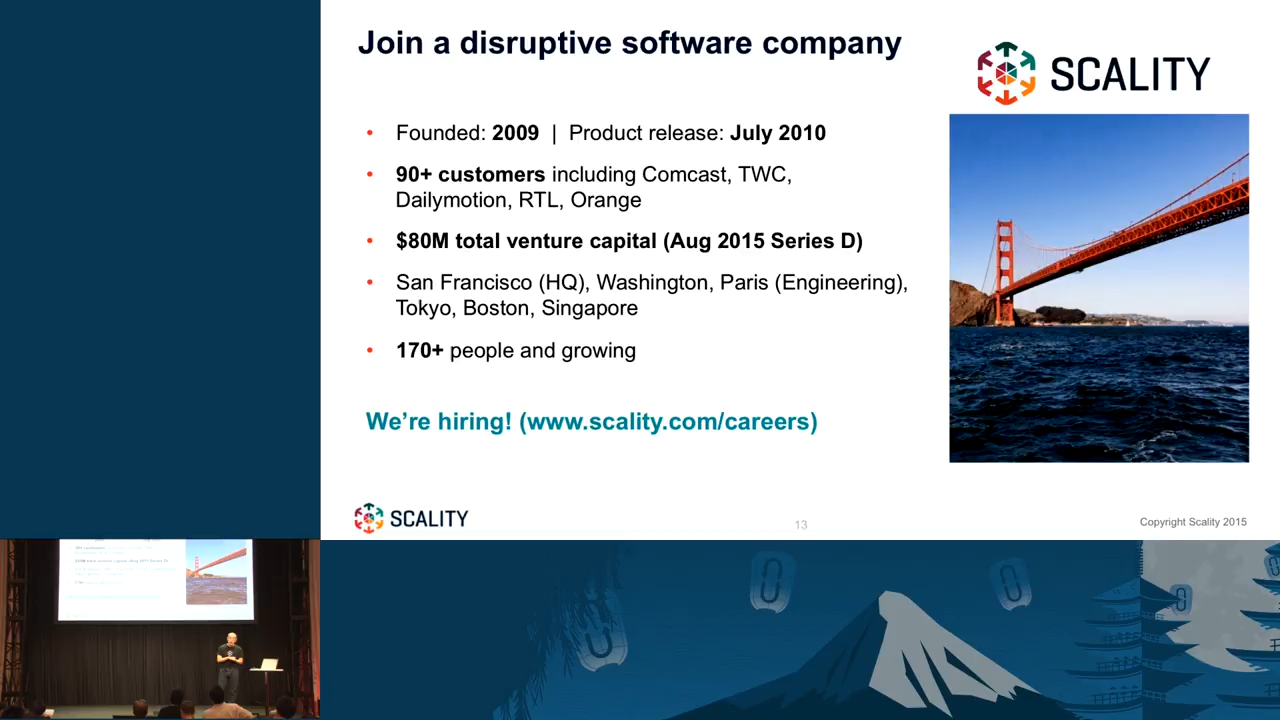 Join a disruptive software company
SCALITY
• Founded: 2009 | Product release: July 2010
• 90+ customers including Comcast, TWC,
Dailymotion, RTL, Orange
• $80M total venture capital (Aug 2015 Series D)
• San Francisco (HQ), Washington, Paris (Engineering),
Tokyo, Boston, Singapore
• 170+ people and growing
We're hiring! (www.scality.com/careers)
SCALITY
13
Copyright Scality 2015